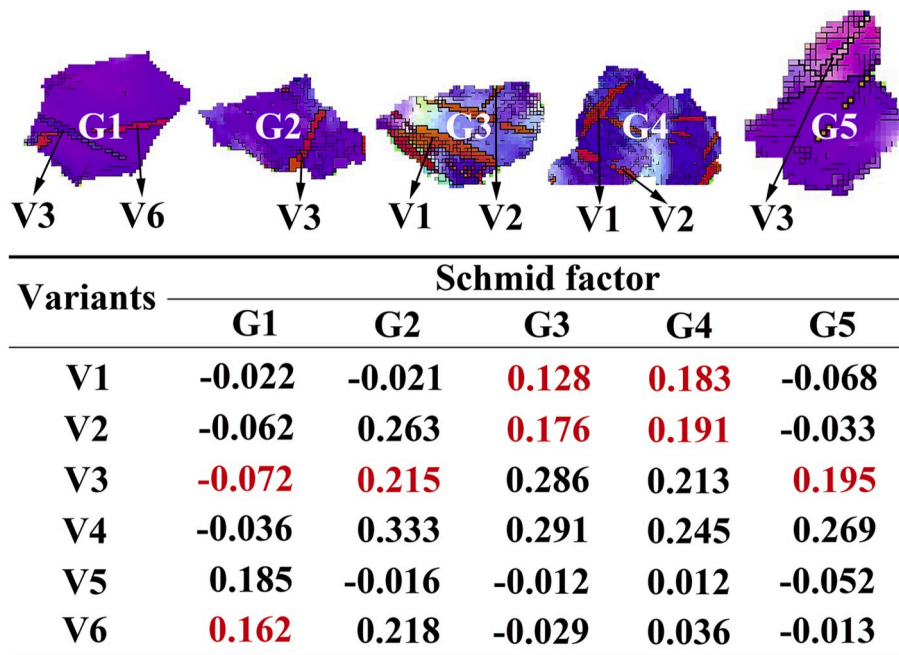 G1 G2 G3 G4 G5
V3 V6 V3 V1 V2 V1 V2 V3
Variants Schmid factor
G1 G2 G3 G4 G5
V1 -0.022 -0.021 0.128 0.183 -0.068
V2 -0.062 0.263 0.176 0.191 -0.033
V3 -0.072 0.215 0.286 0.213 0.195
V4 -0.036 0.333 0.291 0.245 0.269
V5 0.185 -0.016 -0.012 0.012 -0.052
V6 0.162 0.218 -0.029 0.036 -0.013